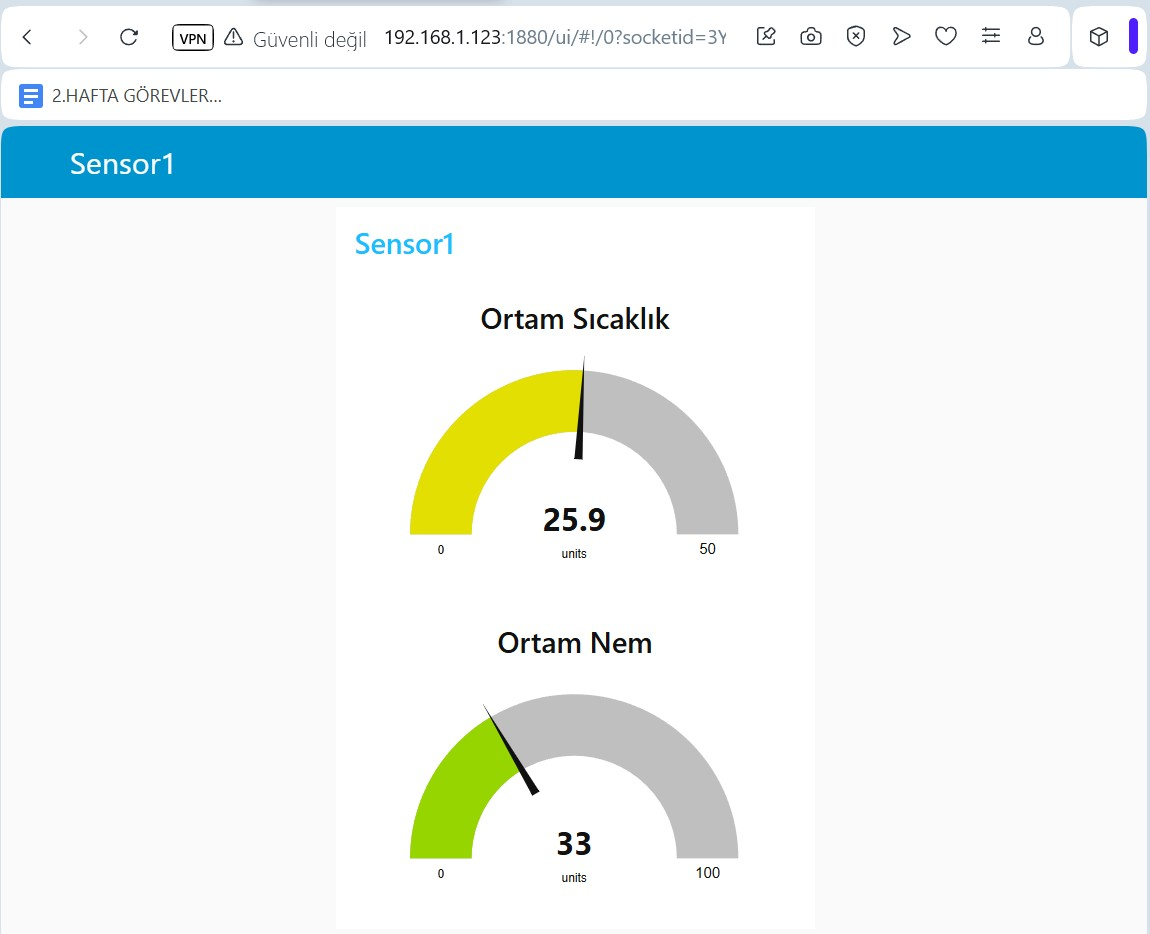 VPN
Güvenli değil
192.168.1.123:1880/ui/#!/0?socketid=3Y
2.HAFTA GÖREVLER...
Sensor1
Sensor1
Ortam Sıcaklık
25.9
units
0
50
Ortam Nem
33
units
0
100